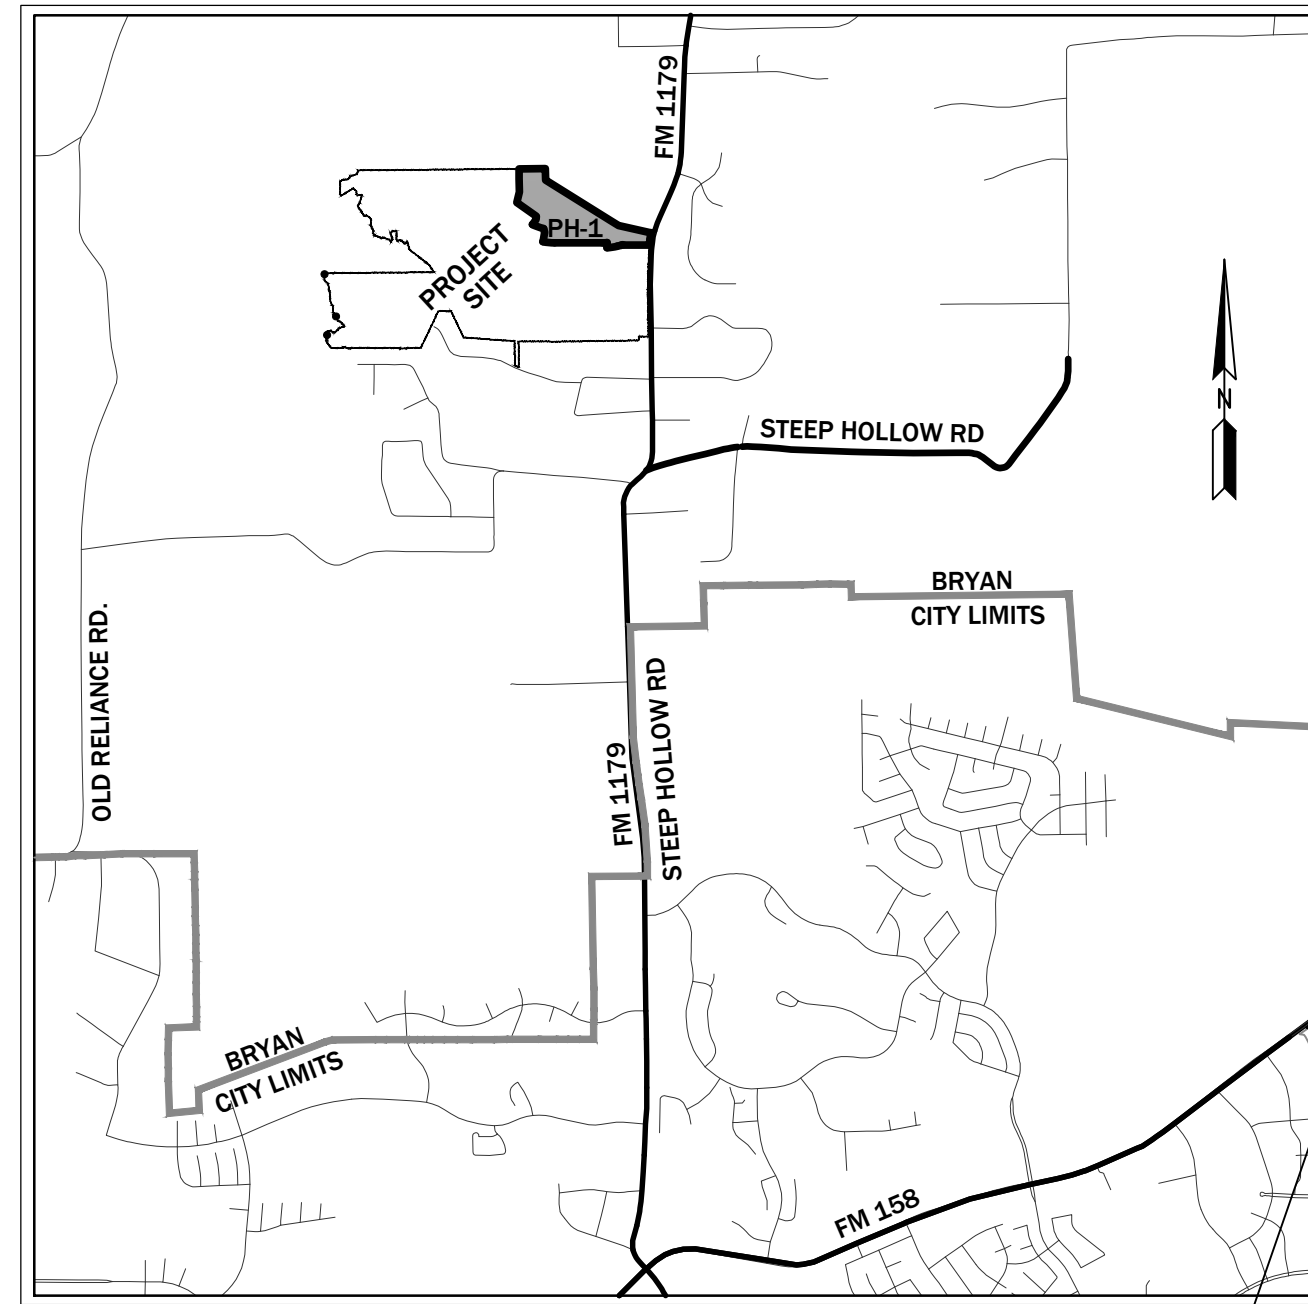 FM 1179
PH-1
PROJECT
SITE
STEEP HOLLOW RD
N
BRYAN
CITY LIMITS
OLD RELIANCE RD.
FM 1179
STEEP HOLLOW RD
BRYAN
CITY LIMITS
FM 158